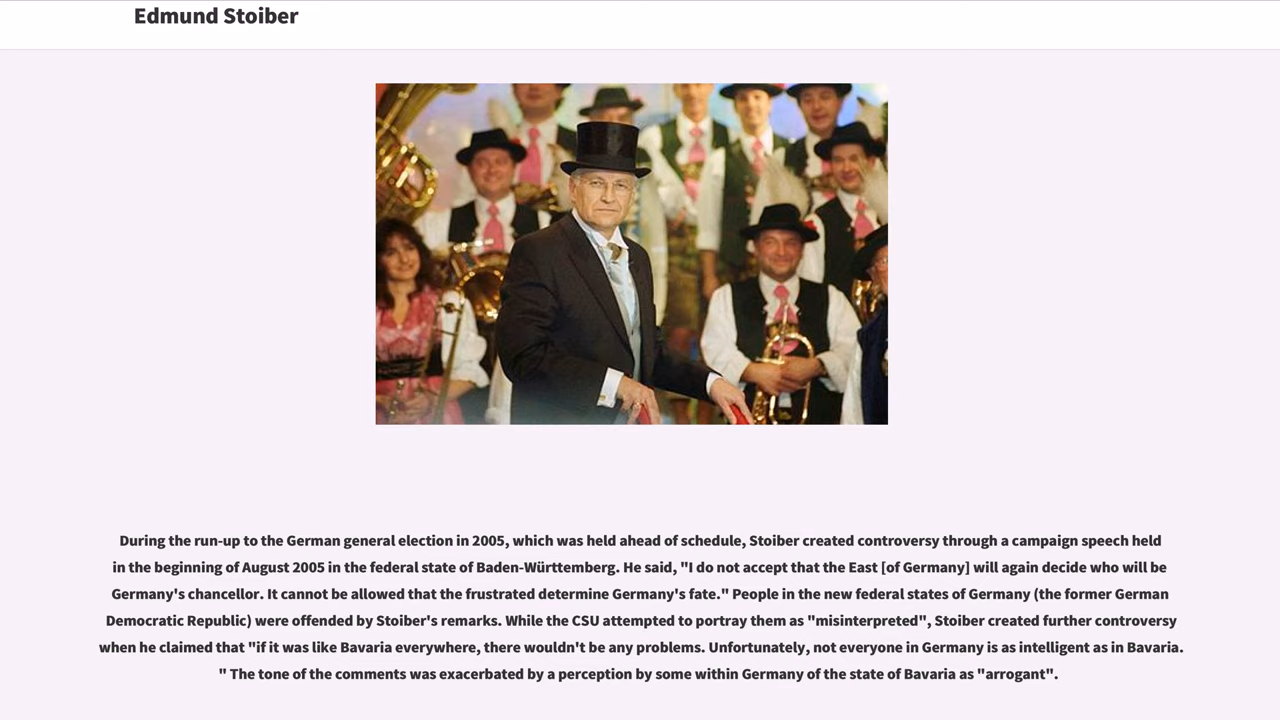 Edmund Stoiber
During the run-up to the German general election in 2005, which was held ahead of schedule, Stoiber created controversy through a campaign speech held
in the beginning of August 2005 in the federal state of Baden-Württemberg. He said, "I do not accept that the East [of Germany] will again decide who will be
Germany's chancellor. It cannot be allowed that the frustrated determine Germany's fate." People in the new federal states of Germany (the former German
Democratic Republic) were offended by Stoiber's remarks. While the CSU attempted to portray them as "misinterpreted", Stoiber created further controversy
when he claimed that "if it was like Bavaria everywhere, there wouldn't be any problems. Unfortunately, not everyone in Germany is as intelligent as in Bavaria.
" The tone of the comments was exacerbated by a perception by some within Germany of the state of Bavaria as "arrogant".